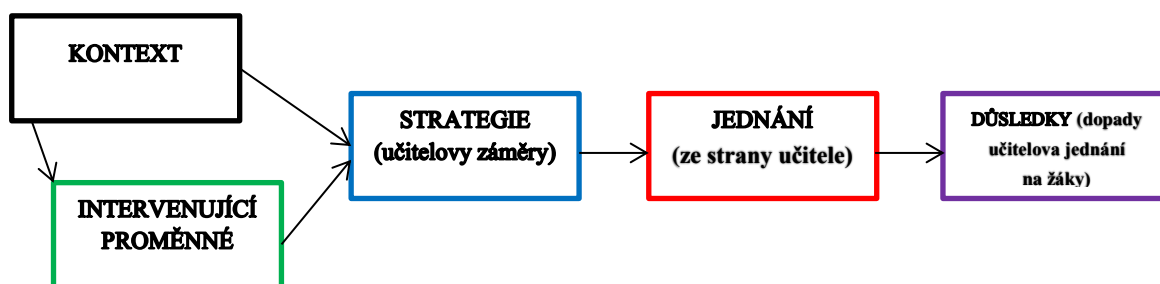 KONTEXT
INTERVENUJÍCÍ
PROMĚNNÉ
STRATEGIE
(učitelovy záměry)
JEDNÁNÍ
(ze strany učitele)
DŮSLEDKY (dopady
učitelova jednání
na žáky)